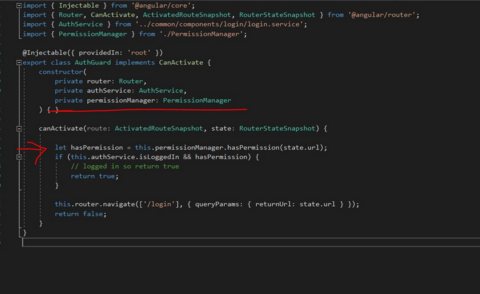 import { Injectable } from '@angular/core';
import { Router, CanActivate, ActivatedRouteSnapshot, RouterStateSnapshot } from '@angular/router';
import { AuthService } from '../common/components/login/login.service';
import { PermissionManager } from './PermissionManager';
@Injectable({ providedIn: 'root' })
export class AuthGuard implements CanActivate {
constructor(
private router: Router,
private authService: AuthService,
private permissionManager: PermissionManager
) { }
canActivate(route: ActivatedRouteSnapshot, state: RouterStateSnapshot) {
let hasPermission = this.permissionManager.hasPermission(state.url);
if (this.authService.isLoggedIn && hasPermission) {
// logged in so return true
return true;
}
this.router.navigate(['/login'], { queryParams: { returnUrl: state.url } });
return false;
}
}